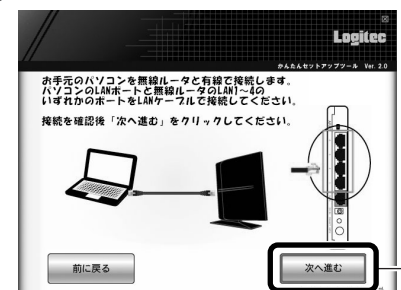 Logitec
かんたんセットアップツール Ver. 2.0
お手元のパソコンを無線ルータと有線で接続します。
パソコンのLANポートと無線ルータのLAN1～4の
いずれかのポートをLANケーブルで接続してください。
接続を確認後「次へ進む」をクリックしてください。
前に戻る
次へ進む